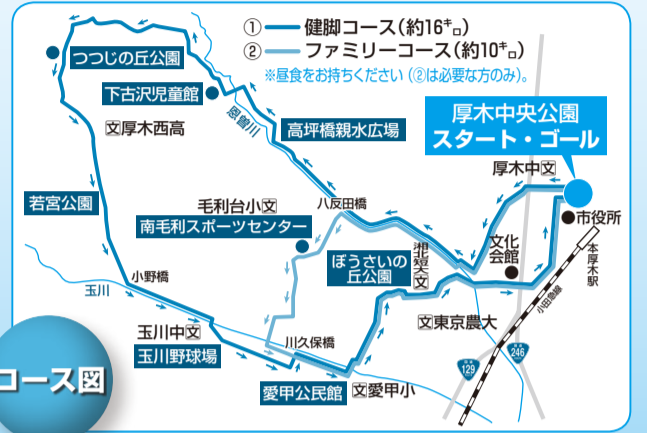 ①━健脚コース(約16㌔)
②━ファミリーコース(約10㌔)
※昼食をお持ちください(②は必要な方のみ)。
つつじの丘公園
下古沢児童館
恩曽川
高坪橋親水広場
厚木中央公園
スタート・ゴール
文厚木西高
厚木中文
若宮公園
毛利台小文
八反田橋
市役所
南毛利スポーツセンター
ぼうさいの
丘公園
湘北短大文
文化
会館
本厚木駅
小田急線
小野橋
玉川
玉川中文
玉川野球場
川久保橋
文東京農大
国道
129
国道
246
愛甲公民館
文愛甲小
コース図